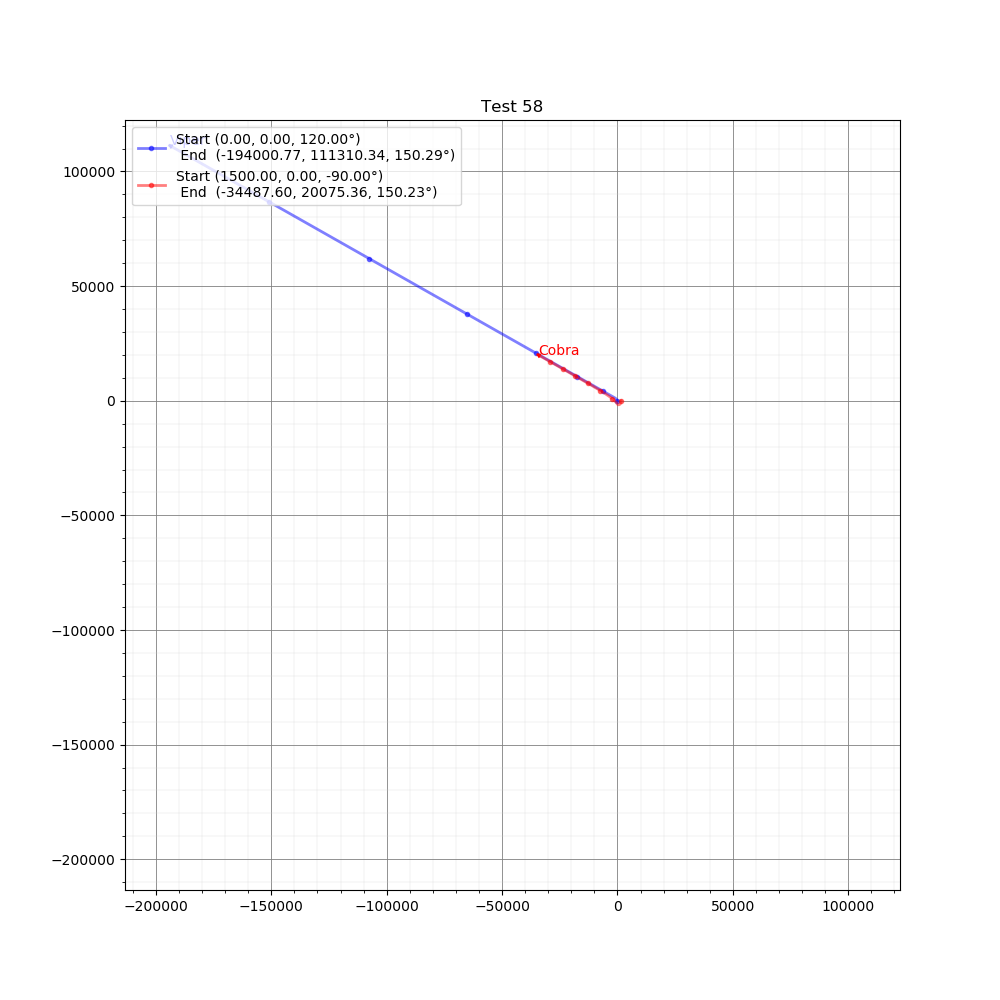 Test 58
Start (0.00, 0.00, 120.00°)
End (-194000.77, 111310.34, 150.29°)
Start (1500.00, 0.00, -90.00°)
End (-34487.60, 20075.36, 150.23°)
Cobra
100000
50000
0
−50000
−100000
−150000
−200000
−200000 −150000 −100000 −50000 0 50000 100000